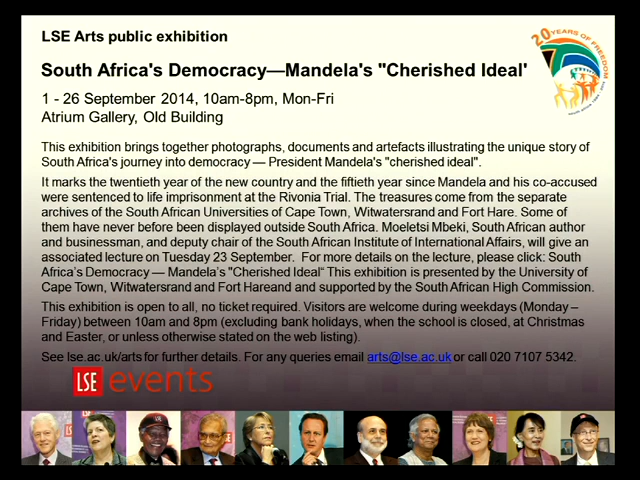 LSE Arts public exhibition
20 YEARS OF FREEDOM
South Africa's Democracy—Mandela's "Cherished Ideal'
1 - 26 September 2014, 10am-8pm, Mon-Fri
Atrium Gallery, Old Building
This exhibition brings together photographs, documents and artefacts illustrating the unique story of
South Africa's journey into democracy — President Mandela's "cherished ideal".
It marks the twentieth year of the new country and the fiftieth year since Mandela and his co-accused
were sentenced to life imprisonment at the Rivonia Trial. The treasures come from the separate
archives of the South African Universities of Cape Town, Witwatersrand and Fort Hare. Some of
them have never before been displayed outside South Africa. Moeletsi Mbeki, South African author
and businessman, and deputy chair of the South African Institute of International Affairs, will give an
associated lecture on Tuesday 23 September.  For more details on the lecture, please click: South
Africa's Democracy — Mandela's "Cherished Ideal" This exhibition is presented by the University of
Cape Town, Witwatersrand and Fort Hareand and supported by the South African High Commission.
This exhibition is open to all, no ticket required. Visitors are welcome during weekdays (Monday –
Friday) between 10am and 8pm (excluding bank holidays, when the school is closed, at Christmas
and Easter, or unless otherwise stated on the web listing).
See lse.ac.uk/arts for further details. For any queries email arts@lse.ac.uk or call 020 7107 5342.
LSE events